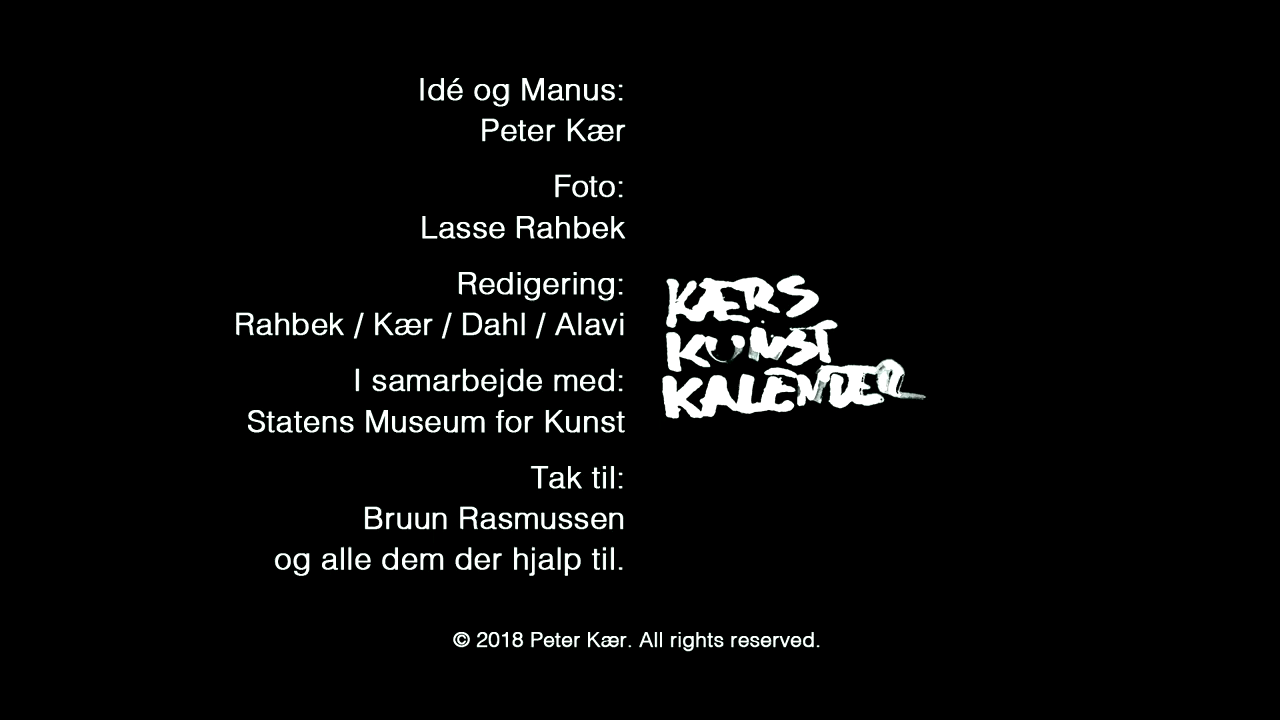 Idé og Manus:
Peter Kær
Foto:
Lasse Rahbek
Redigering:
Rahbek / Kær / Dahl / Alavi
I samarbejde med:
Statens Museum for Kunst
Tak til:
Bruun Rasmussen
og alle dem der hjalp til.
KÆRS
KUNST
KALENDER
© 2018 Peter Kær. All rights reserved.